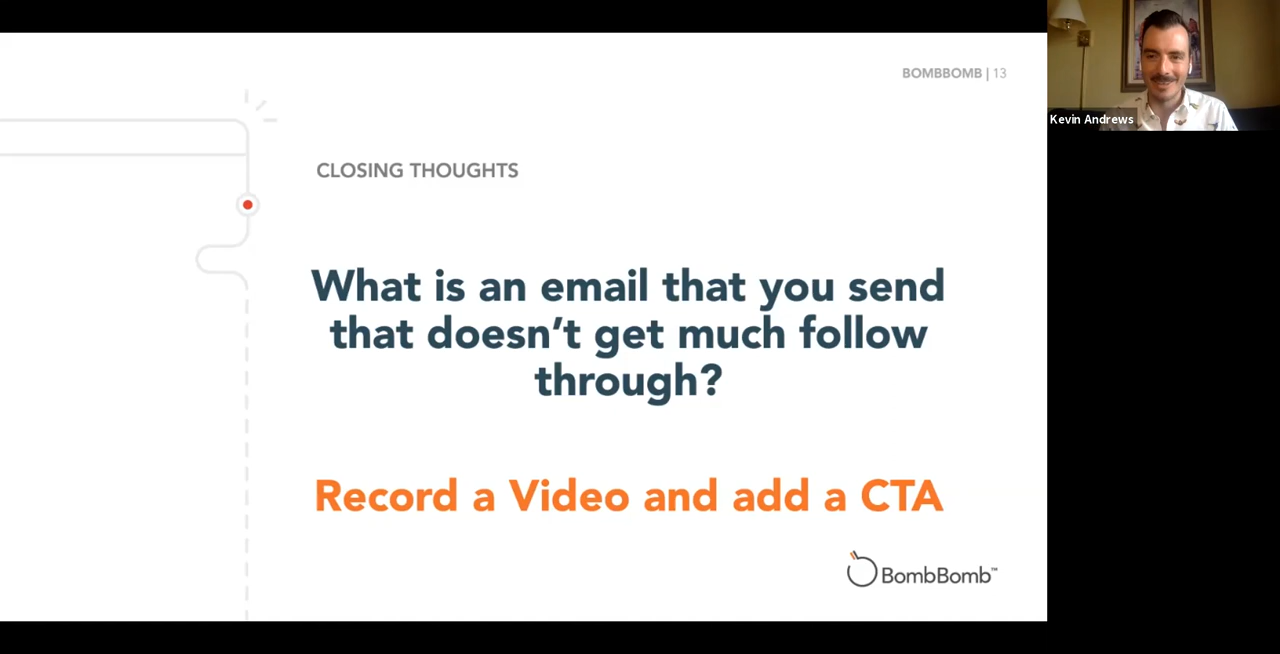 BOMBBOMB | 13
Kevin Andrews
CLOSING THOUGHTS
What is an email that you send
that doesn’t get much follow
through?
Record a Video and add a CTA
BombBomb™